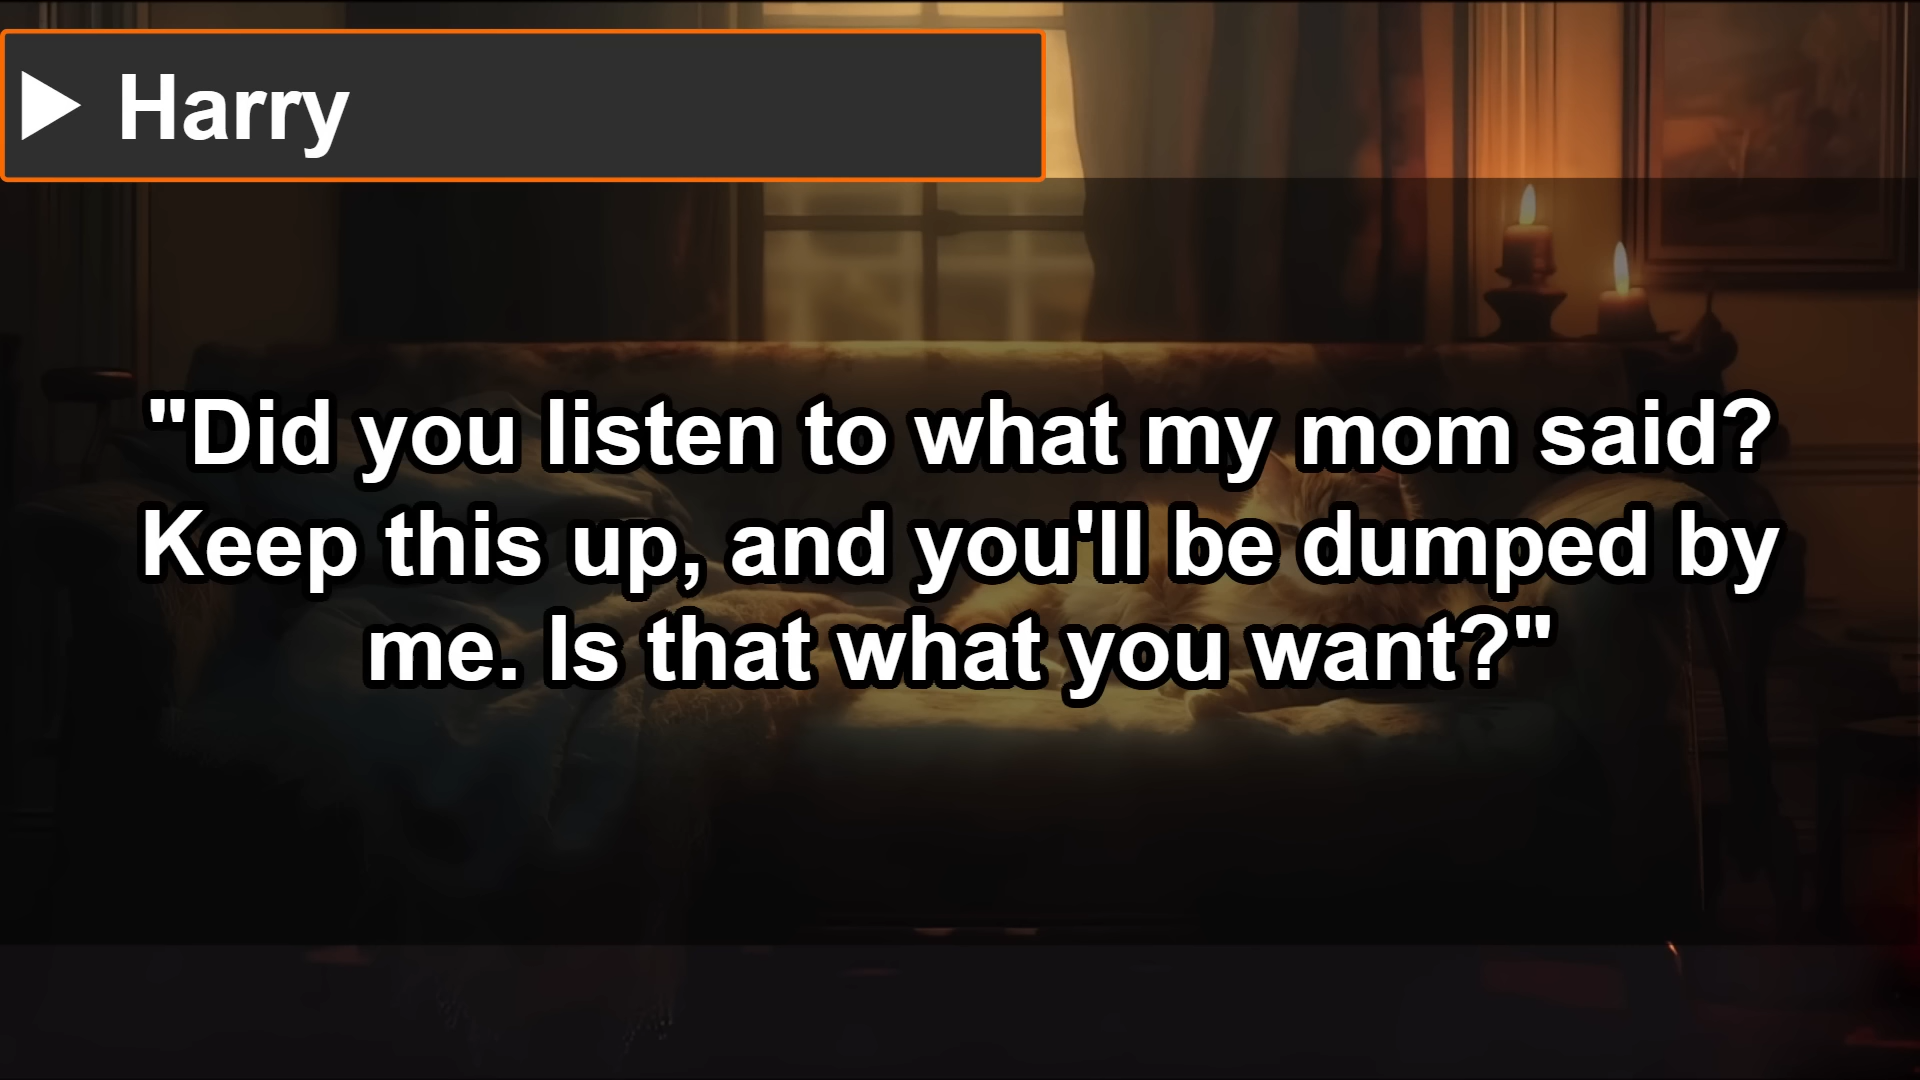 Harry
"Did you listen to what my mom said?
Keep this up, and you'll be dumped by
me. Is that what you want?"